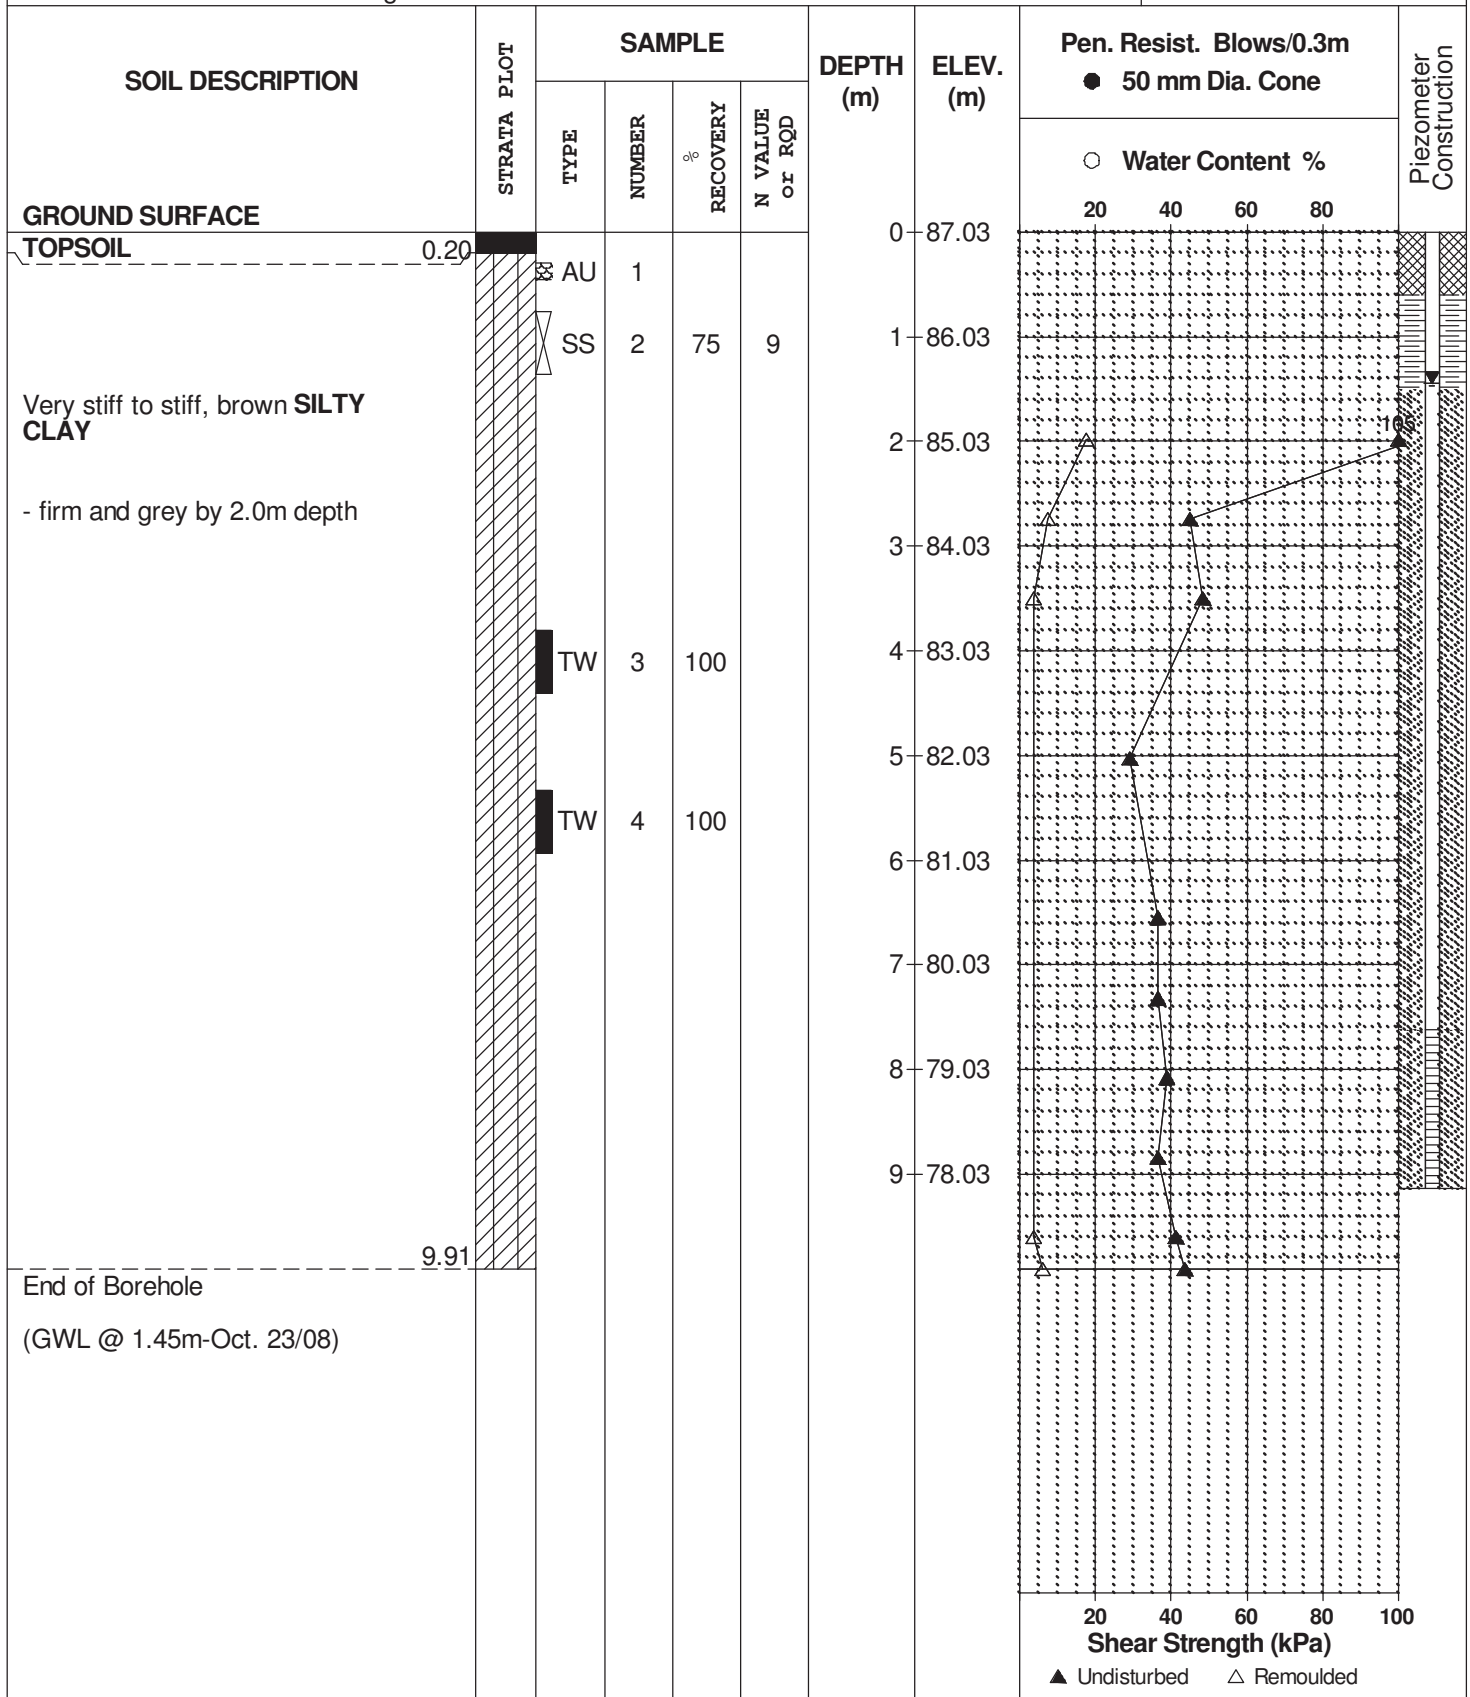 SOIL DESCRIPTION
GROUND SURFACE
STRATA PLOT
SAMPLE
TYPE
NUMBER
% RECOVERY
N VALUE or RQD
DEPTH (m)
ELEV. (m)
Pen. Resist. Blows/0.3m
● 50 mm Dia. Cone
○ Water Content %
20 40 60 80
Piezometer Construction
TOPSOIL 0.20
0 87.03
AU 1
SS 2 75 9
1 86.03
Very stiff to stiff, brown SILTY
CLAY
2 85.03
- firm and grey by 2.0m depth
3 84.03
TW 3 100
4 83.03
5 82.03
TW 4 100
6 81.03
7 80.03
8 79.03
9 78.03
9.91
End of Borehole
(GWL @ 1.45m-Oct. 23/08)
20 40 60 80 100
Shear Strength (kPa)
▲ Undisturbed △ Remoulded